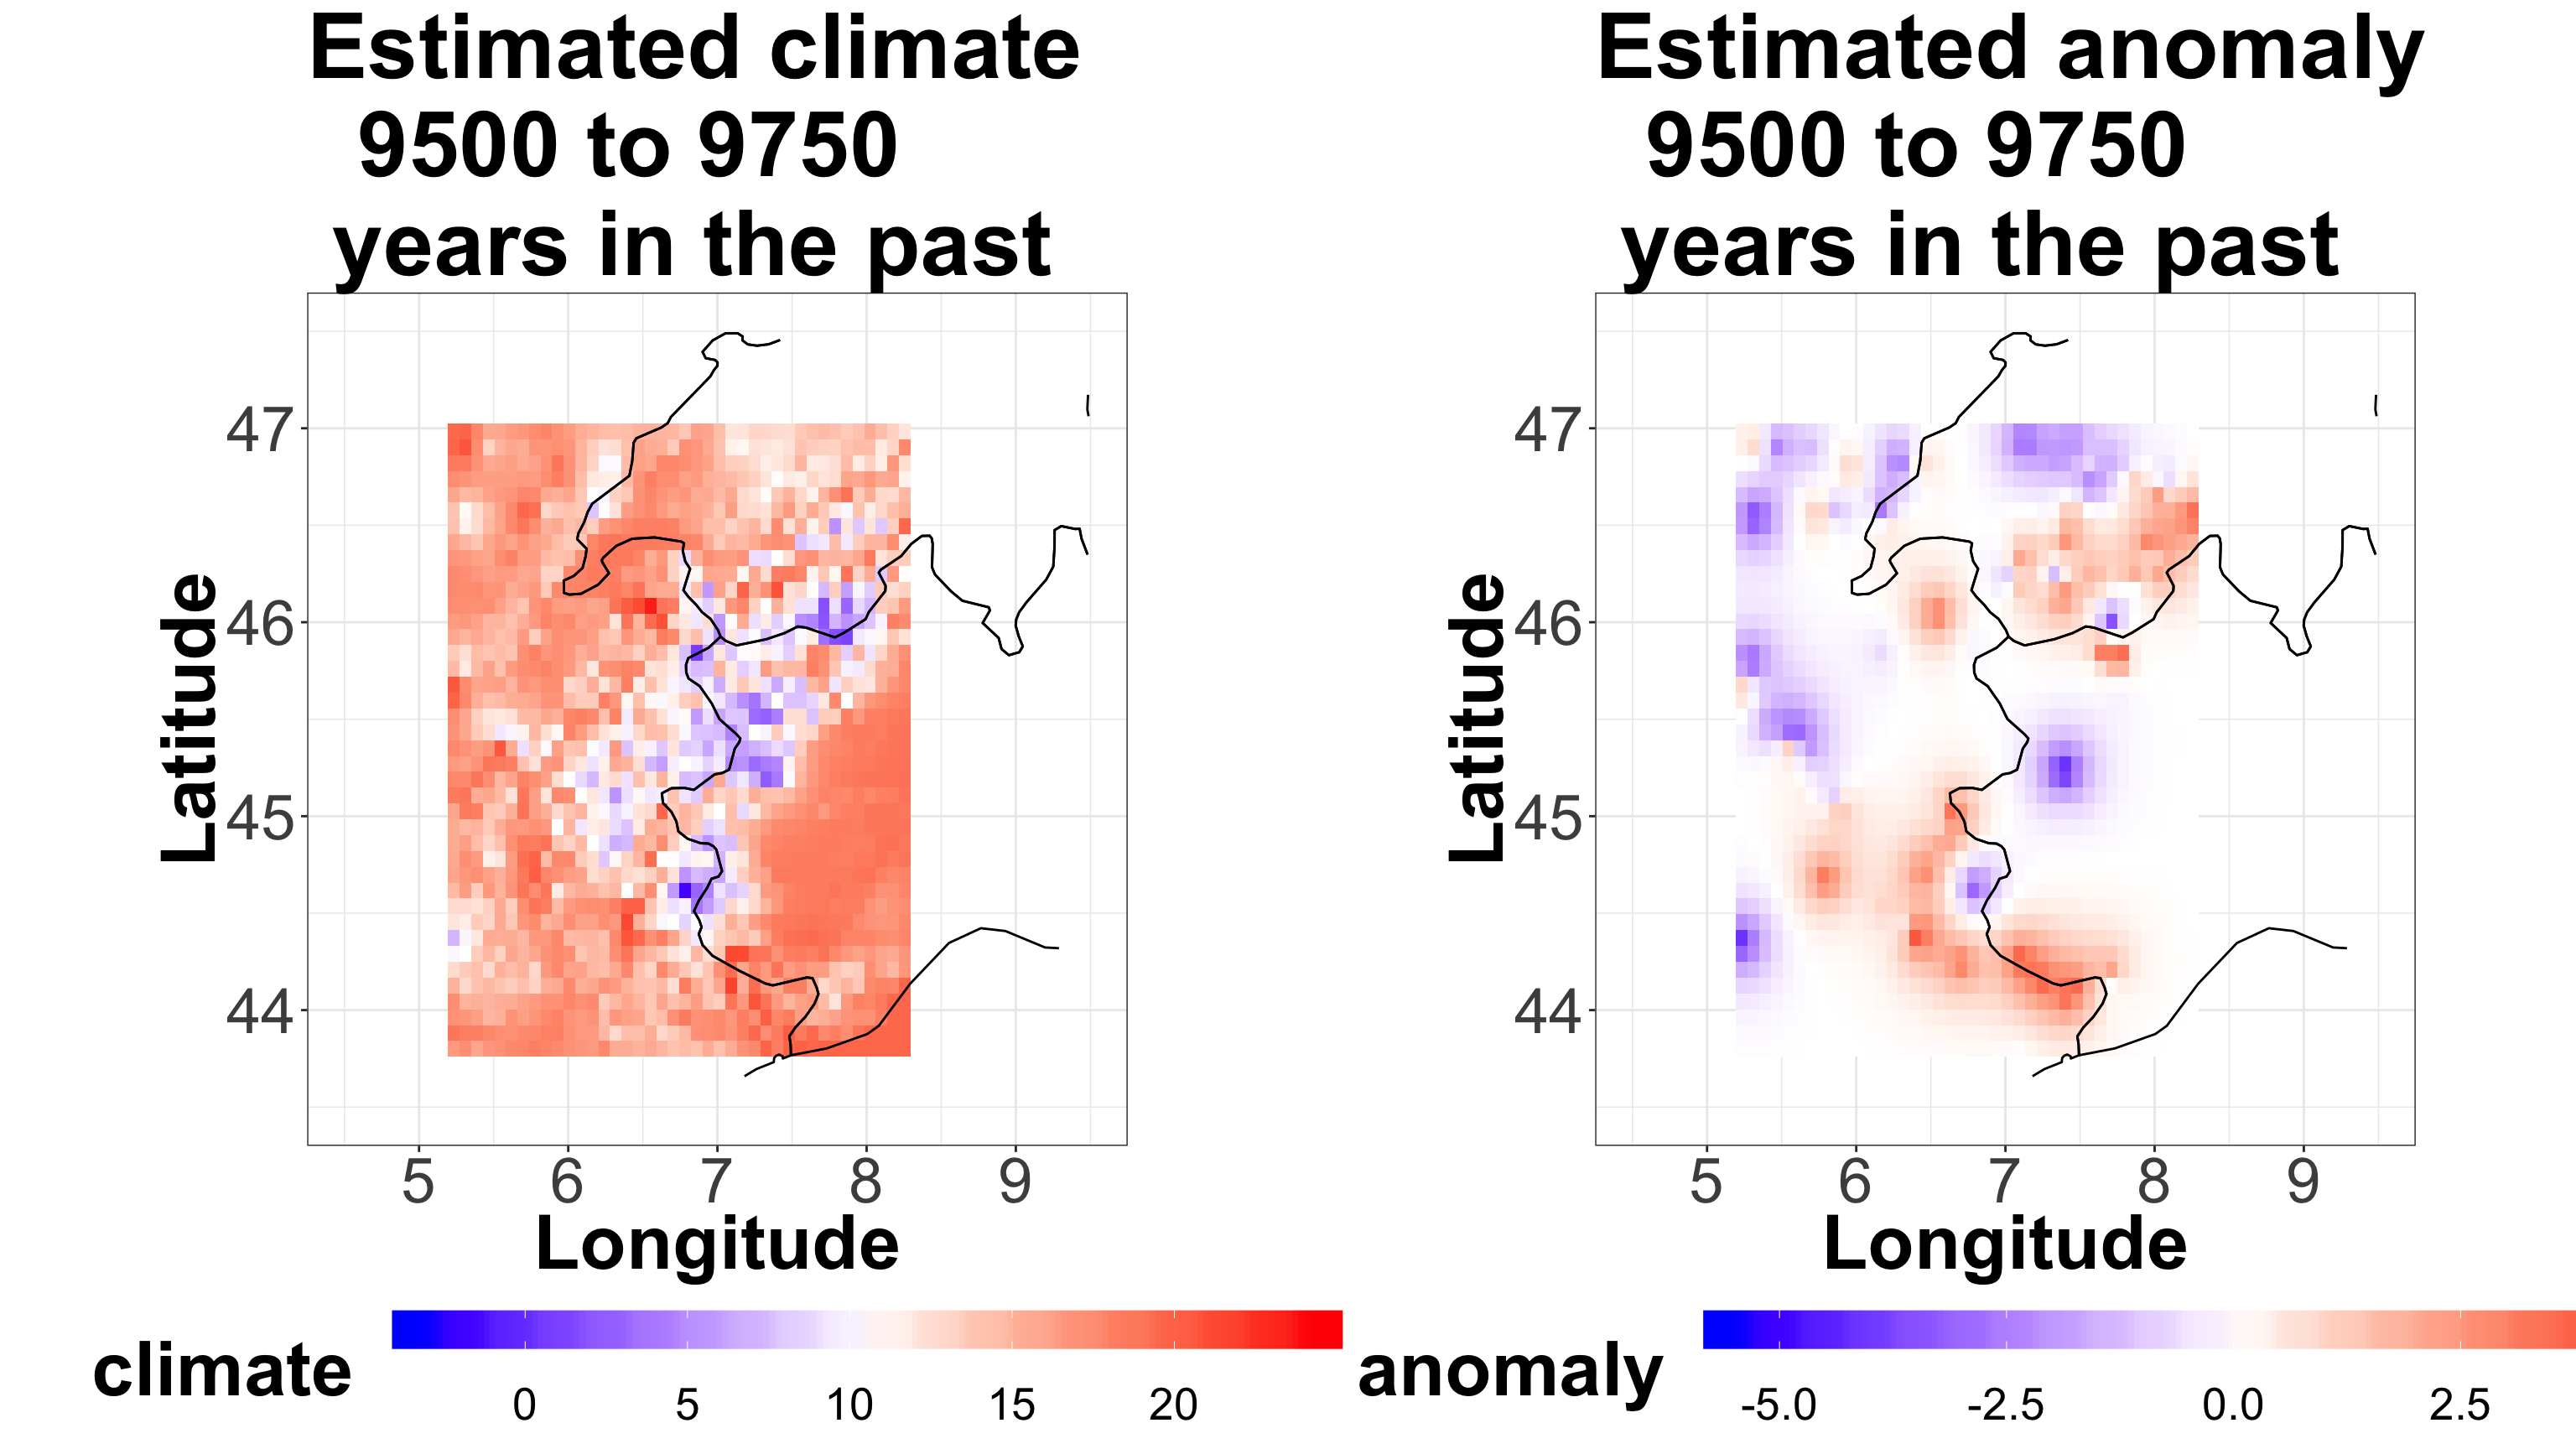 Estimated climate
9500 to 9750
years in the past
47
46
45
44
Latitude
5 6 7 8 9
Longitude
climate
0 5 10 15 20
Estimated anomaly
9500 to 9750
years in the past
47
46
45
44
Latitude
5 6 7 8 9
Longitude
anomaly
-5.0 -2.5 0.0 2.5